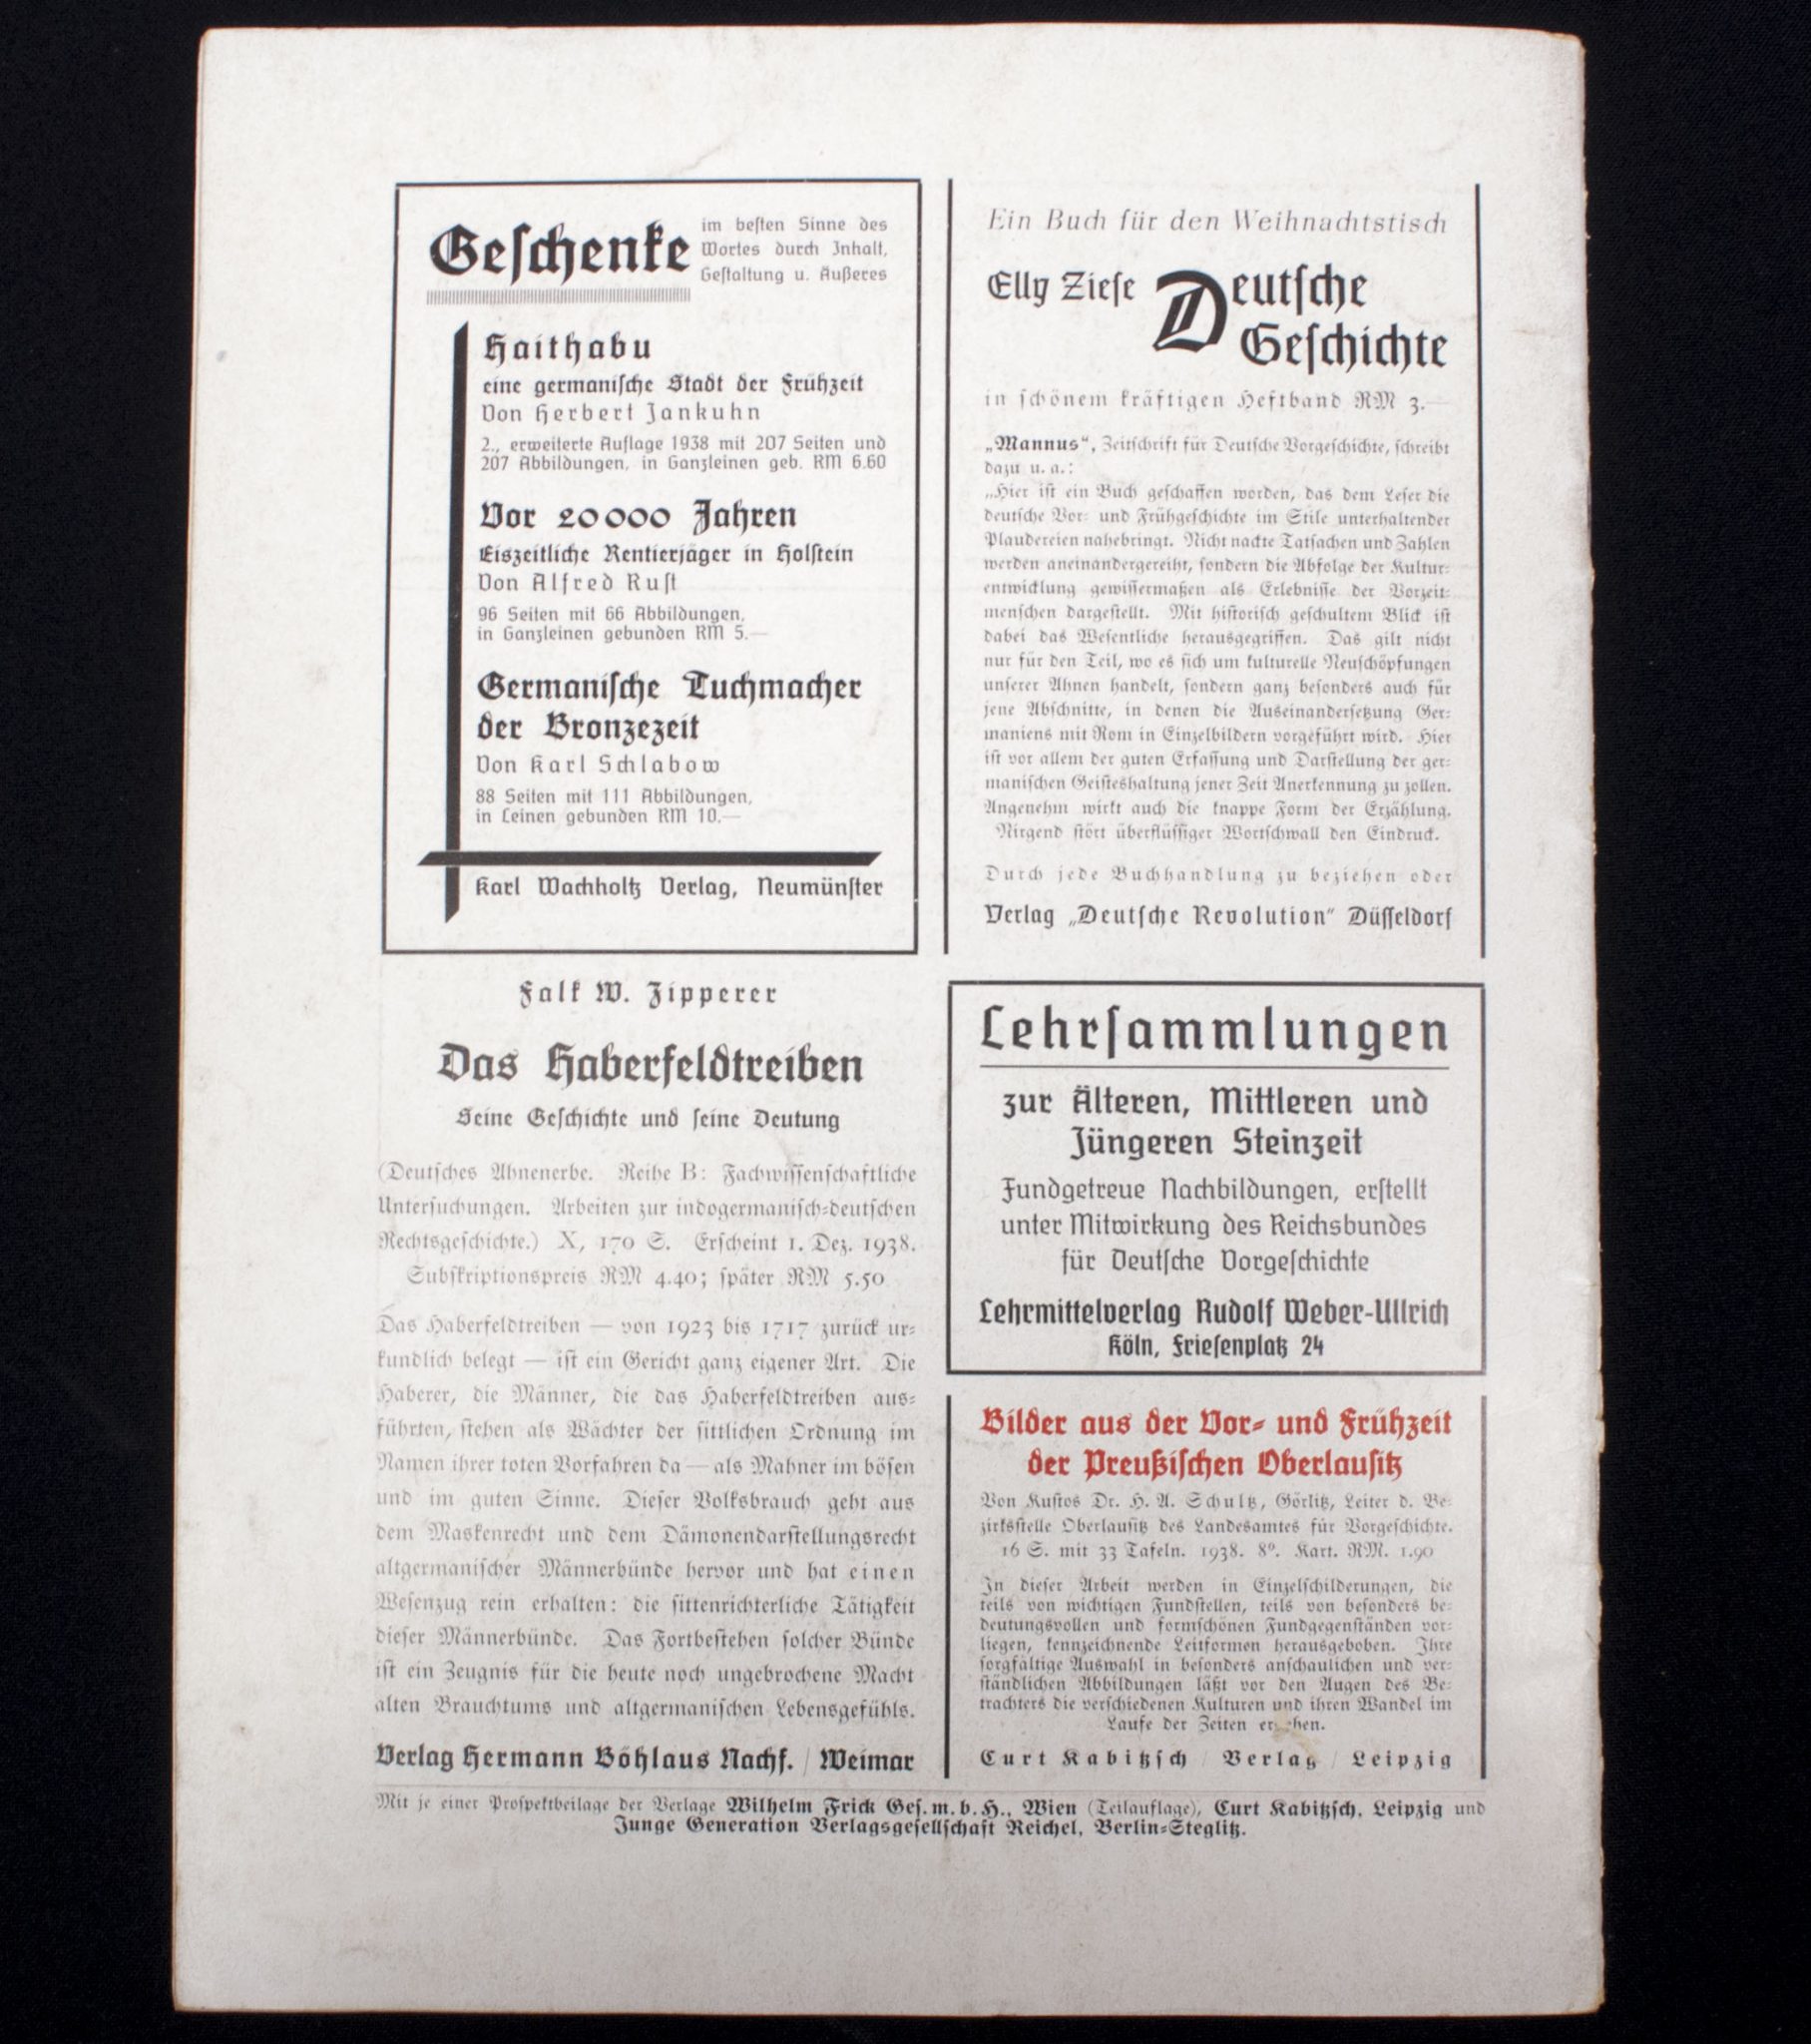 Geschenke
im besten Sinne des
Wortes durch Inhalt,
Gestaltung u. Äußeres
Haithabu
eine germanische Stadt der Frühzeit
Von Herbert Jankuhn
2., erweiterte Auflage 1938 mit 207 Seiten und
207 Abbildungen, in Ganzleinen geb. RM 6.60
Vor 20000 Jahren
Eiszeitliche Rentierjäger in Holstein
Von Alfred Rust
96 Seiten mit 66 Abbildungen,
in Ganzleinen gebunden RM 5.—
Germanische Tuchmacher
der Bronzezeit
Von Karl Schlabow
88 Seiten mit 111 Abbildungen,
in Leinen gebunden RM 10.—
Karl Wachholtz Verlag, Neumünster
Falk W. Zipperer
Das Haberfeldtreiben
Seine Geschichte und seine Deutung
(Deutsches Ahnenerbe. Reihe B: Fachwissenschaftliche
Untersuchungen. Arbeiten zur indogermanisch-deutschen
Rechtsgeschichte.) X, 170 S. Erscheint 1. Dez. 1938.
Subskriptionspreis RM 4.40; später RM 5.50
Das Haberfeldtreiben — von 1923 bis 1717 zurück ur-
kundlich belegt — ist ein Gericht ganz eigener Art. Die
Haberer, die Männer, die das Haberfeldtreiben aus-
führten, stehen als Wächter der sittlichen Ordnung im
Namen ihrer toten Vorfahren da — als Mahner im bösen
und im guten Sinne. Dieser Volksbrauch geht aus
dem Maskenrecht und dem Dämonendarstellungsrecht
altgermanischer Männerbünde hervor und hat einen
Wesenzug rein erhalten: die sittenrichterliche Tätigkeit
dieser Männerbünde. Das Fortbestehen solcher Bünde
ist ein Zeugnis für die heute noch ungebrochene Macht
alten Brauchtums und altgermanischen Lebensgefühls.
Verlag Hermann Böhlaus Nachf. / Weimar
Ein Buch für den Weihnachtstisch
Elly Ziese Deutsche
Geschichte
in schönem kräftigen Heftband RM 3.—
„Mannus“, Zeitschrift für Deutsche Vorgeschichte, schreibt
dazu u. a.:
„Hier ist ein Buch geschaffen worden, das dem Leser die
deutsche Vor- und Frühgeschichte im Stile unterhaltender
Plaudereien nahebringt. Nicht nackte Tatsachen und Zahlen
werden aneinandergereiht, sondern die Abfolge der Kultur-
entwicklung gewissermaßen als Erlebnisse der Vorzeit-
menschen dargestellt. Mit historisch geschultem Blick ist
dabei das Wesentliche herausgegriffen. Das gilt nicht
nur für den Teil, wo es sich um kulturelle Neuschöpfungen
unserer Ahnen handelt, sondern ganz besonders auch für
jene Abschnitte, in denen die Auseinandersetzung Ger-
maniens mit Rom in Einzelbildern vorgeführt wird. Hier
ist vor allem der guten Erfassung und Darstellung der ger-
manischen Geisteshaltung jener Zeit Anerkennung zu zollen.
Angenehm wirkt auch die knappe Form der Erzählung.
Nirgend stört überflüssiger Wortschwall den Eindruck.
Durch jede Buchhandlung zu beziehen oder
Verlag „Deutsche Revolution“ Düsseldorf
Lehrsammlungen
zur Älteren, Mittleren und
Jüngeren Steinzeit
Fundgetreue Nachbildungen, erstellt
unter Mitwirkung des Reichsbundes
für Deutsche Vorgeschichte
Lehrmittelverlag Rudolf Weber-Ullrich
Köln, Friesenplatz 24
Bilder aus der Vor- und Frühzeit
der Preußischen Oberlausitz
Von Kustos Dr. H. A. Schultz, Görlitz, Leiter d. Be-
zirksstelle Oberlausitz des Landesamtes für Vorgeschichte.
16 S. mit 33 Tafeln. 1938. 8º. Kart. RM. 1.90
In dieser Arbeit werden in Einzelschilderungen, die
teils von wichtigen Fundstellen, teils von besonders be-
deutungsvollen und formschönen Fundgegenständen vor-
liegen, kennzeichnende Leitformen herausgehoben. Ihre
sorgfältige Auswahl in besonders anschaulichen und ver-
ständlichen Abbildungen läßt vor den Augen des Be-
trachters die verschiedenen Kulturen und ihren Wandel im
Laufe der Zeiten
Curt Kabitzsch / Verlag / Leipzig
Mit je einer Prospektbeilage der Verlage Wilhelm Frick Ges. m. b. H., Wien (Teilauflage), Curt Kabitzsch, Leipzig und
Junge Generation Verlagsgesellschaft Reichel, Berlin-Steglitz.